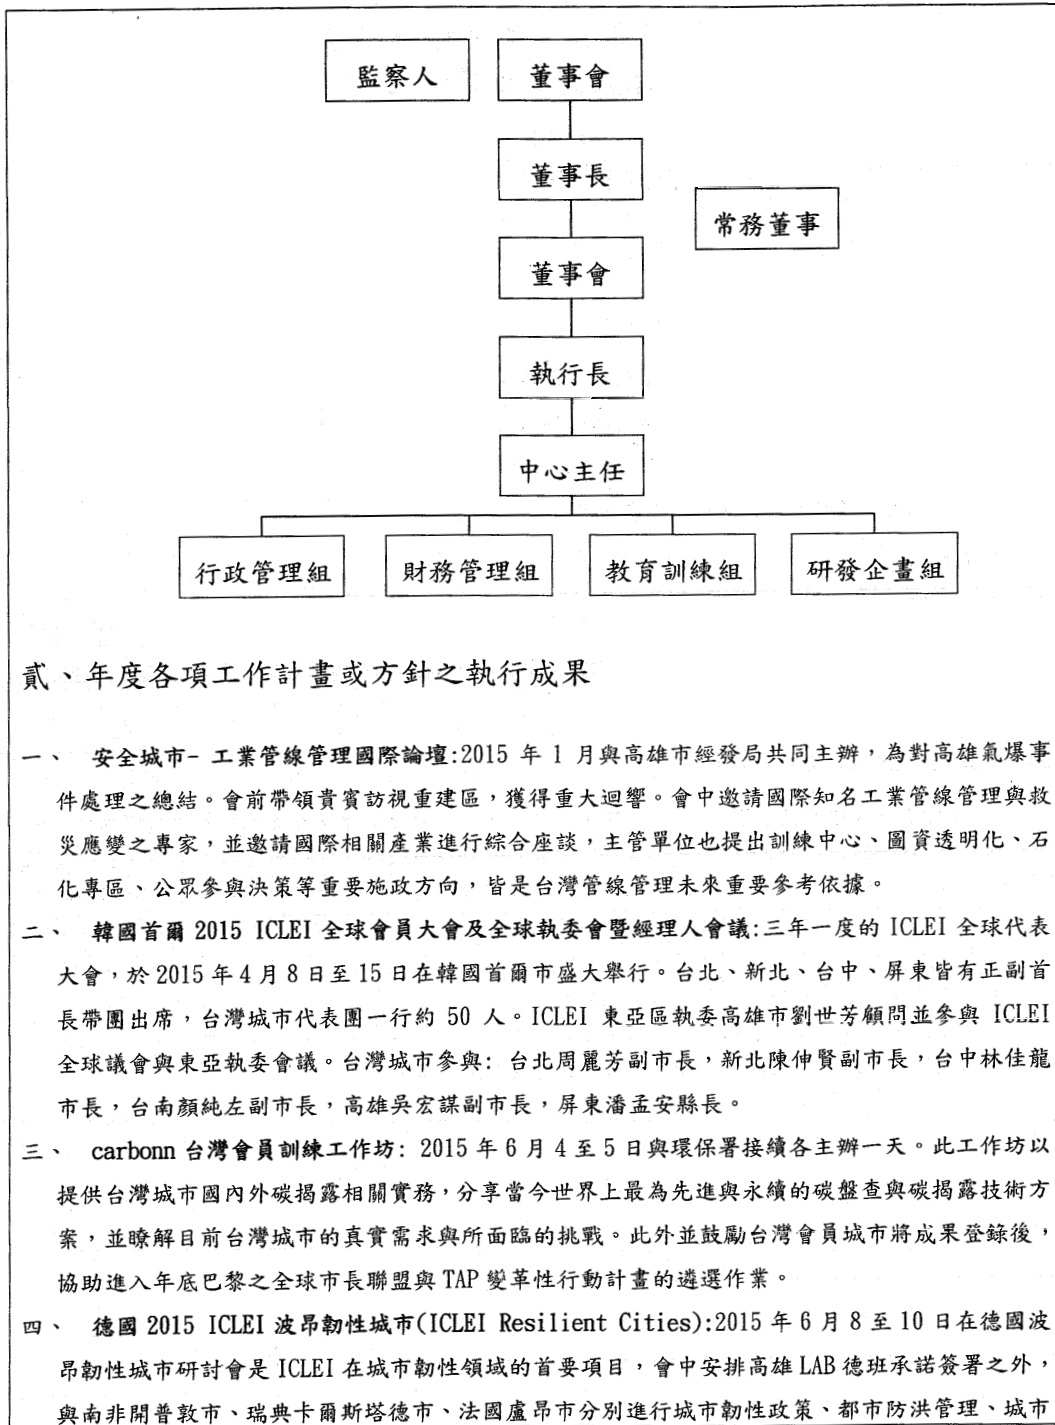 監察人
董事會
董事長
常務董事
董事會
執行長
中心主任
行政管理組 財務管理組 教育訓練組 研發企畫組
貳、年度各項工作計畫或方針之執行成果
一、 安全城市- 工業管線管理國際論壇:2015 年 1 月與高雄市經發局共同主辦，為對高雄氣爆事
件處理之總結。會前帶領貴賓訪視重建區，獲得重大迴響。會中邀請國際知名工業管線管理與救
災應變之專家，並邀請國際相關產業進行綜合座談，主管單位也提出訓練中心、圖資透明化、石
化專區、公眾參與決策等重要施政方向，皆是台灣管線管理未來重要參考依據。
二、 韓國首爾 2015 ICLEI 全球會員大會及全球執委會暨經理人會議:三年一度的 ICLEI 全球代表
大會，於 2015 年 4 月 8 日至 15 日在韓國首爾市盛大舉行。台北、新北、台中、屏東皆有正副首
長帶團出席，台灣城市代表團一行約 50 人。ICLEI 東亞區執委高雄市劉世芳顧問並參與 ICLEI
全球議會與東亞執委會議。台灣城市參與: 台北周麗芳副市長，新北陳伸賢副市長，台中林佳龍
市長，台南顏純左副市長，高雄吳宏謀副市長，屏東潘孟安縣長。
三、 carbonn 台灣會員訓練工作坊: 2015 年 6 月 4 至 5 日與環保署接續各主辦一天。此工作坊以
提供台灣城市國內外碳揭露相關實務，分享當今世界上最為先進與永續的碳盤查與碳揭露技術方
案，並瞭解目前台灣城市的真實需求與所面臨的挑戰。此外並鼓勵台灣會員城市將成果登錄後，
協助進入年底巴黎之全球市長聯盟與 TAP 變革性行動計畫的遴選作業。
四、 德國 2015 ICLEI 波昂韌性城市(ICLEI Resilient Cities):2015 年 6 月 8 至 10 日在德國波
昂韌性城市研討會是 ICLEI 在城市韌性領域的首要項目，會中安排高雄 LAB 德班承諾簽署之外，
與南非開普敦市、瑞典卡爾斯塔德市、法國盧昂市分別進行城市韌性政策、都市防洪管理、城市